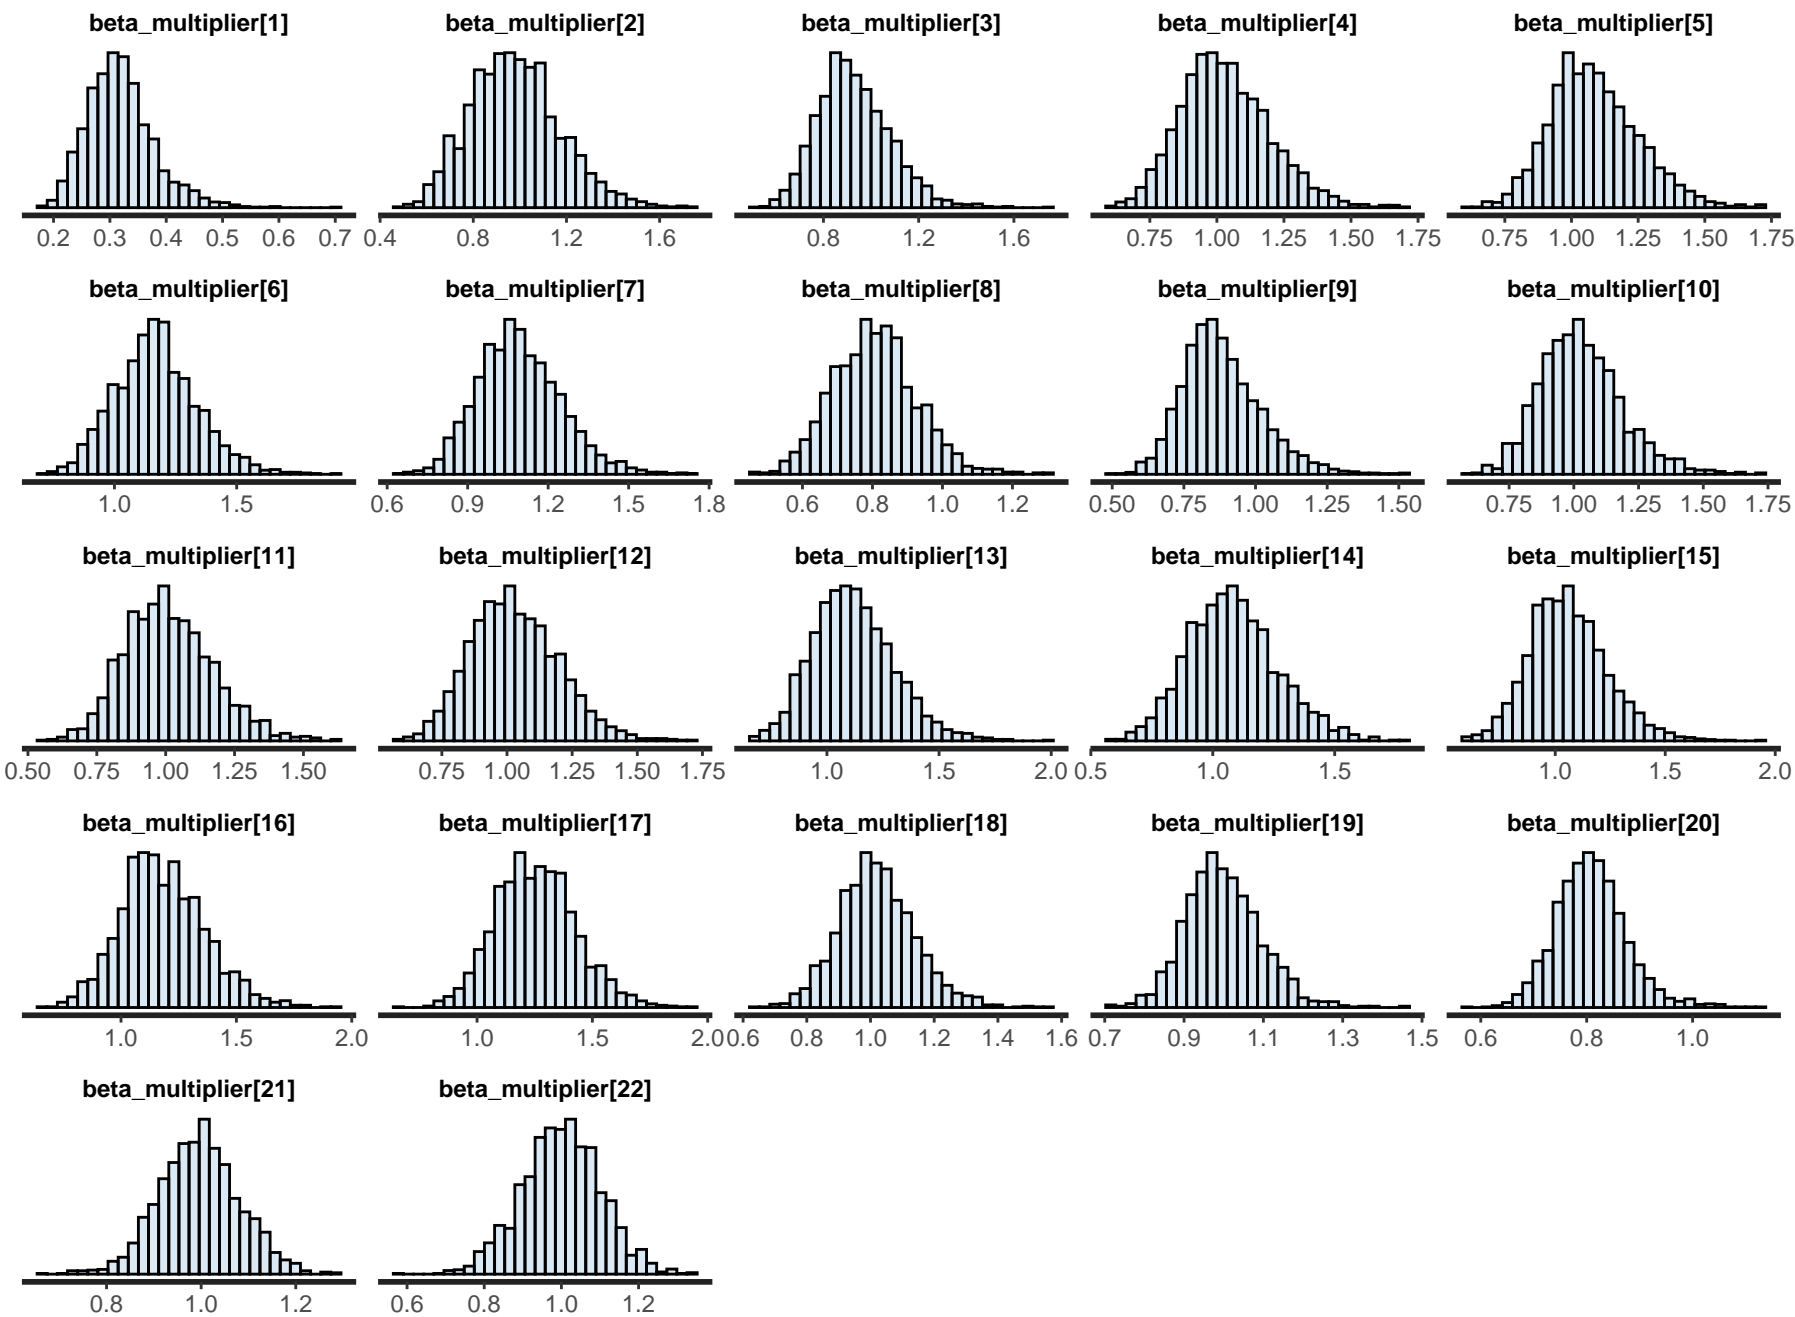 beta_multiplier[1] beta_multiplier[2] beta_multiplier[3] beta_multiplier[4] beta_multiplier[5]
0.2 0.3 0.4 0.5 0.6 0.7 0.4 0.8 1.2 1.6 0.8 1.2 1.6 0.75 1.00 1.25 1.50 1.75 0.75 1.00 1.25 1.50 1.75
beta_multiplier[6] beta_multiplier[7] beta_multiplier[8] beta_multiplier[9] beta_multiplier[10]
1.0 1.5 0.6 0.9 1.2 1.5 1.8 0.6 0.8 1.0 1.2 0.50 0.75 1.00 1.25 1.50 0.75 1.00 1.25 1.50 1.75
beta_multiplier[11] beta_multiplier[12] beta_multiplier[13] beta_multiplier[14] beta_multiplier[15]
0.50 0.75 1.00 1.25 1.50 0.75 1.00 1.25 1.50 1.75 1.0 1.5 2.0 0.5 1.0 1.5 1.0 1.5 2.0
beta_multiplier[16] beta_multiplier[17] beta_multiplier[18] beta_multiplier[19] beta_multiplier[20]
1.0 1.5 2.0 1.0 1.5 2.0 0.6 0.8 1.0 1.2 1.4 1.6 0.7 0.9 1.1 1.3 1.5 0.6 0.8 1.0
beta_multiplier[21] beta_multiplier[22]
0.8 1.0 1.2 0.6 0.8 1.0 1.2